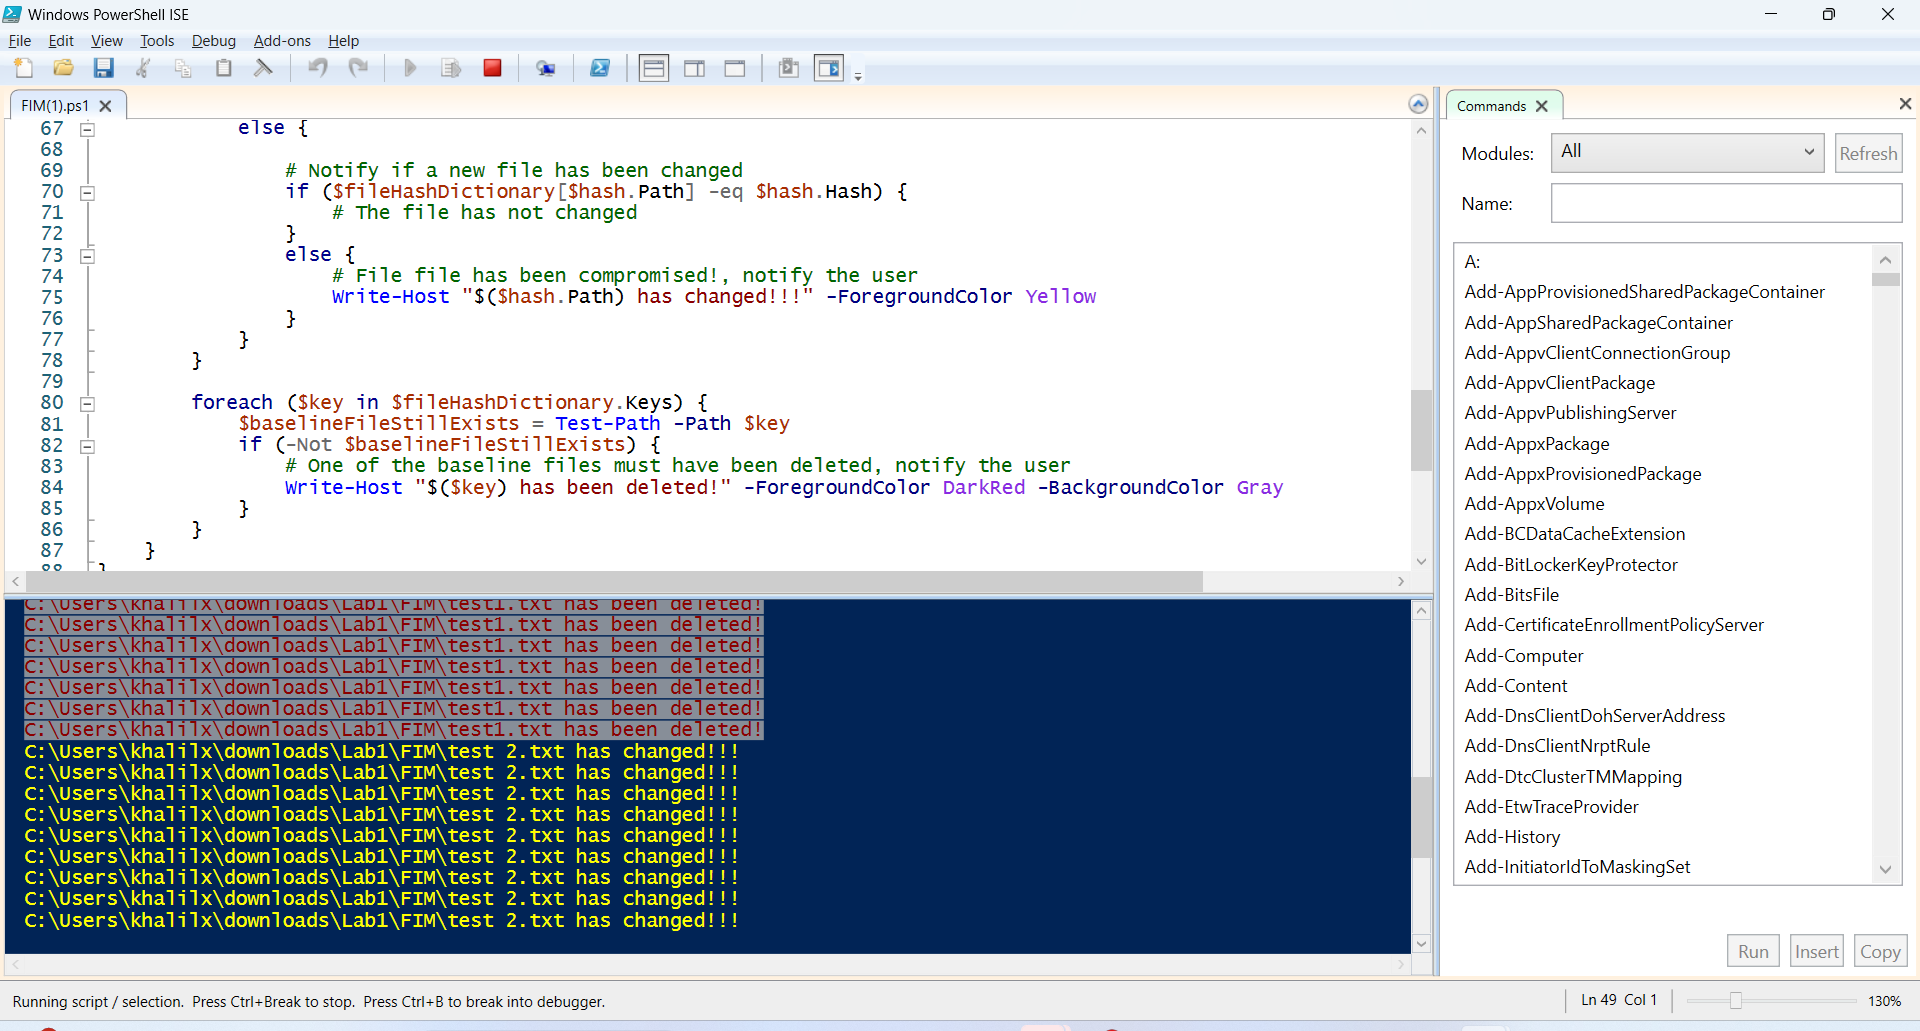 Windows PowerShell ISE
File Edit View Tools Debug Add-ons Help
FIM(1).ps1
67 else {
68
69 # Notify if a new file has been changed
70 if ($fileHashDictionary[$hash.Path] -eq $hash.Hash) {
71 # The file has not changed
72 }
73 else {
74 # File file has been compromised!, notify the user
75 Write-Host "$($hash.Path) has changed!!!" -ForegroundColor Yellow
76 }
77 }
78 }
79
80 foreach ($key in $fileHashDictionary.Keys) {
81 $baselineFileStillExists = Test-Path -Path $key
82 if (-Not $baselineFileStillExists) {
83 # One of the baseline files must have been deleted, notify the user
84 Write-Host "$($key) has been deleted!" -ForegroundColor DarkRed -BackgroundColor Gray
85 }
86 }
87 }
88 }
C:\Users\khalilx\downloads\Lab1\FIM\test1.txt has been deleted!
C:\Users\khalilx\downloads\Lab1\FIM\test1.txt has been deleted!
C:\Users\khalilx\downloads\Lab1\FIM\test1.txt has been deleted!
C:\Users\khalilx\downloads\Lab1\FIM\test1.txt has been deleted!
C:\Users\khalilx\downloads\Lab1\FIM\test1.txt has been deleted!
C:\Users\khalilx\downloads\Lab1\FIM\test1.txt has been deleted!
C:\Users\khalilx\downloads\Lab1\FIM\test1.txt has been deleted!
C:\Users\khalilx\downloads\Lab1\FIM\test 2.txt has changed!!!
C:\Users\khalilx\downloads\Lab1\FIM\test 2.txt has changed!!!
C:\Users\khalilx\downloads\Lab1\FIM\test 2.txt has changed!!!
C:\Users\khalilx\downloads\Lab1\FIM\test 2.txt has changed!!!
C:\Users\khalilx\downloads\Lab1\FIM\test 2.txt has changed!!!
C:\Users\khalilx\downloads\Lab1\FIM\test 2.txt has changed!!!
C:\Users\khalilx\downloads\Lab1\FIM\test 2.txt has changed!!!
C:\Users\khalilx\downloads\Lab1\FIM\test 2.txt has changed!!!
C:\Users\khalilx\downloads\Lab1\FIM\test 2.txt has changed!!!
Commands
Modules: All Refresh
Name:
A:
Add-AppProvisionedSharedPackageContainer
Add-AppSharedPackageContainer
Add-AppvClientConnectionGroup
Add-AppvClientPackage
Add-AppvPublishingServer
Add-AppxPackage
Add-AppxProvisionedPackage
Add-AppxVolume
Add-BCDataCacheExtension
Add-BitLockerKeyProtector
Add-BitsFile
Add-CertificateEnrollmentPolicyServer
Add-Computer
Add-Content
Add-DnsClientDohServerAddress
Add-DnsClientNrptRule
Add-DtcClusterTMMapping
Add-EtwTraceProvider
Add-History
Add-InitiatorIdToMaskingSet
Run Insert Copy
Running script / selection. Press Ctrl+Break to stop. Press Ctrl+B to break into debugger.
Ln 49 Col 1
130%